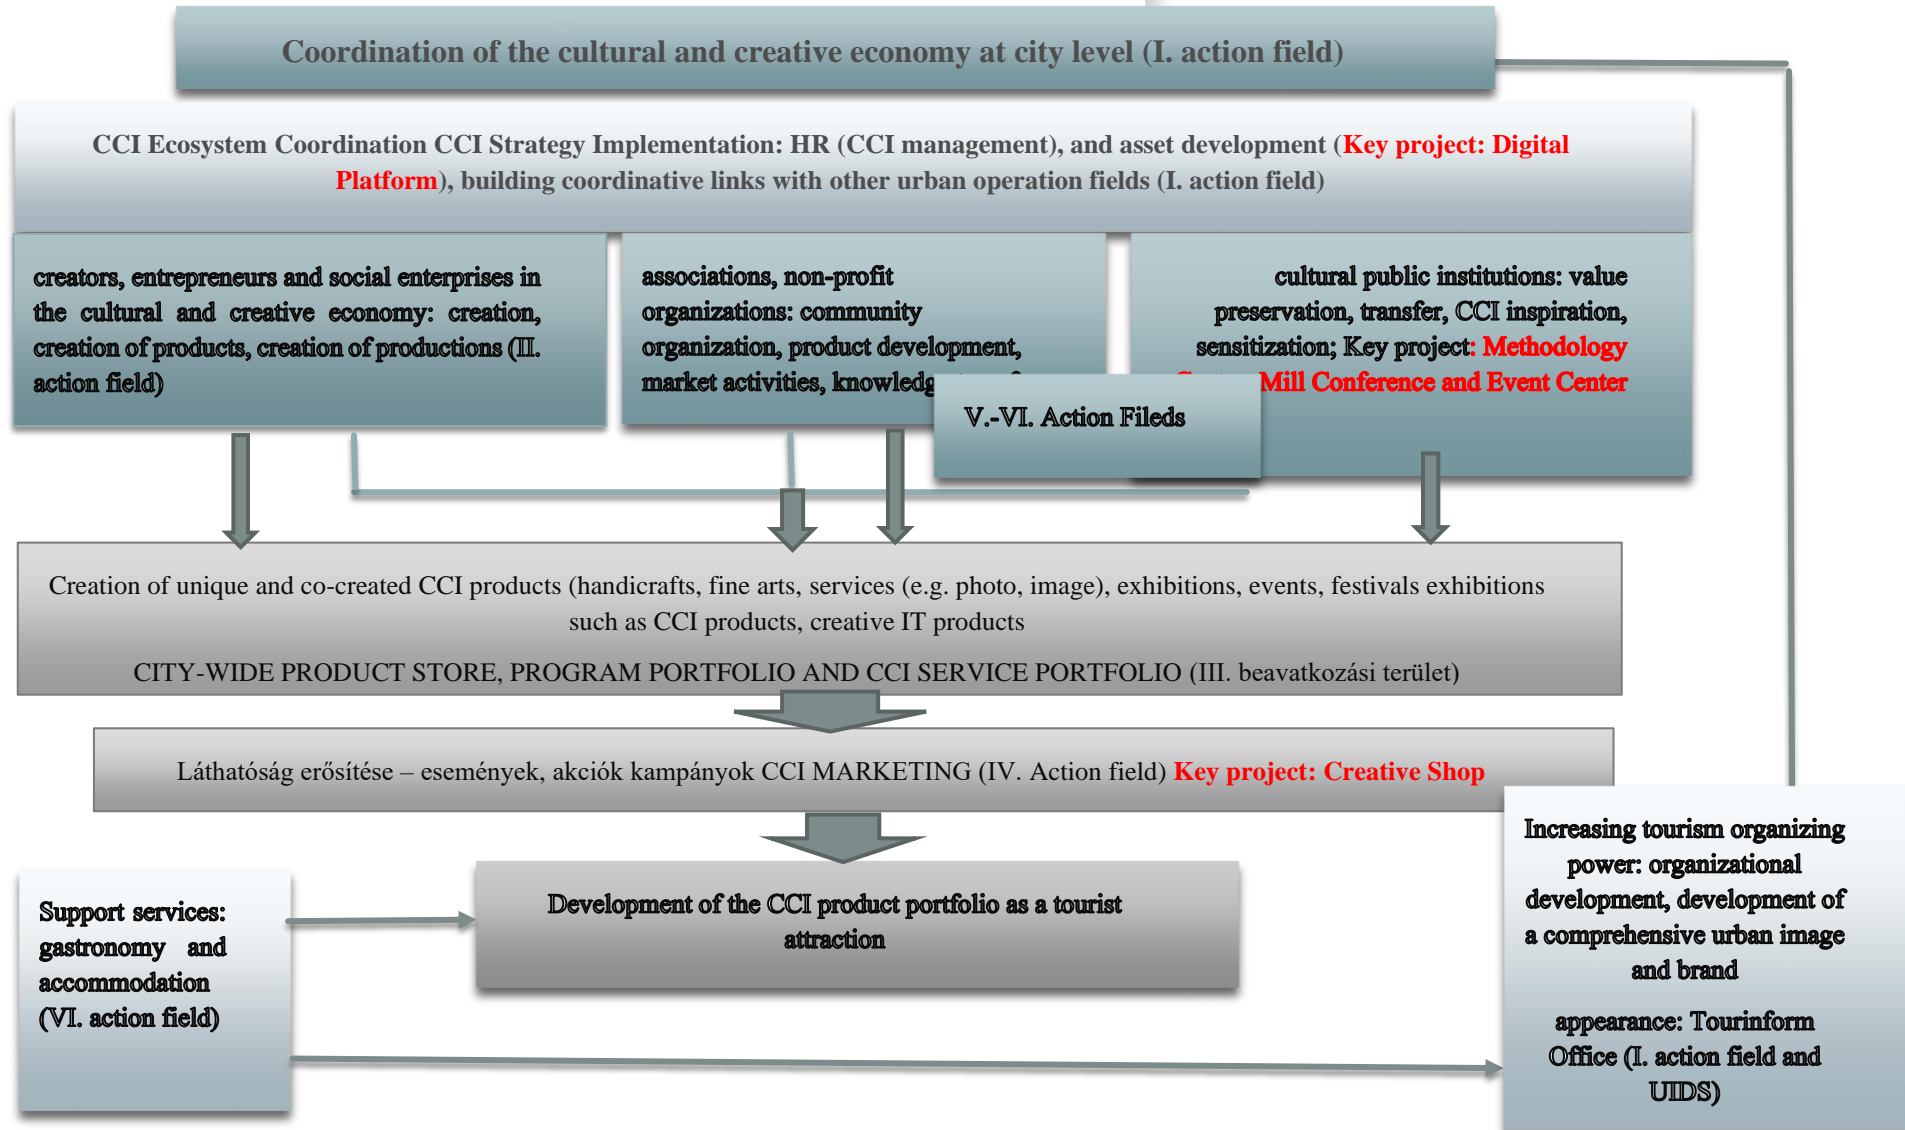 Coordination of the cultural and creative economy at city level (I. action field)
CCI Ecosystem Coordination CCI Strategy Implementation: HR (CCI management), and asset development (Key project: Digital
Platform), building coordinative links with other urban operation fields (I. action field)
creators, entrepreneurs and social enterprises in
the cultural and creative economy: creation,
creation of products, creation of productions (II.
action field)
associations, non-profit
organizations: community
organization, product development,
market activities,
cultural public institutions: value
preservation, transfer, CCI inspiration,
sensitization; Key project: Methodology
Mill Conference and Event Center
V.-VI. Action Fileds
Creation of unique and co-created CCI products (handicrafts, fine arts, services (e.g. photo, image), exhibitions, events, festivals exhibitions
such as CCI products, creative IT products
CITY-WIDE PRODUCT STORE, PROGRAM PORTFOLIO AND CCI SERVICE PORTFOLIO (III. beavatkozási terület)
Láthatóság erősítése – események, akciók kampányok CCI MARKETING (IV. Action field) Key project: Creative Shop
Support services:
gastronomy and
accommodation
(VI. action field)
Development of the CCI product portfolio as a tourist
attraction
Increasing tourism organizing
power: organizational
development, development of
a comprehensive urban image
and brand
appearance: Tourinform
Office (I. action field and
UIDS)